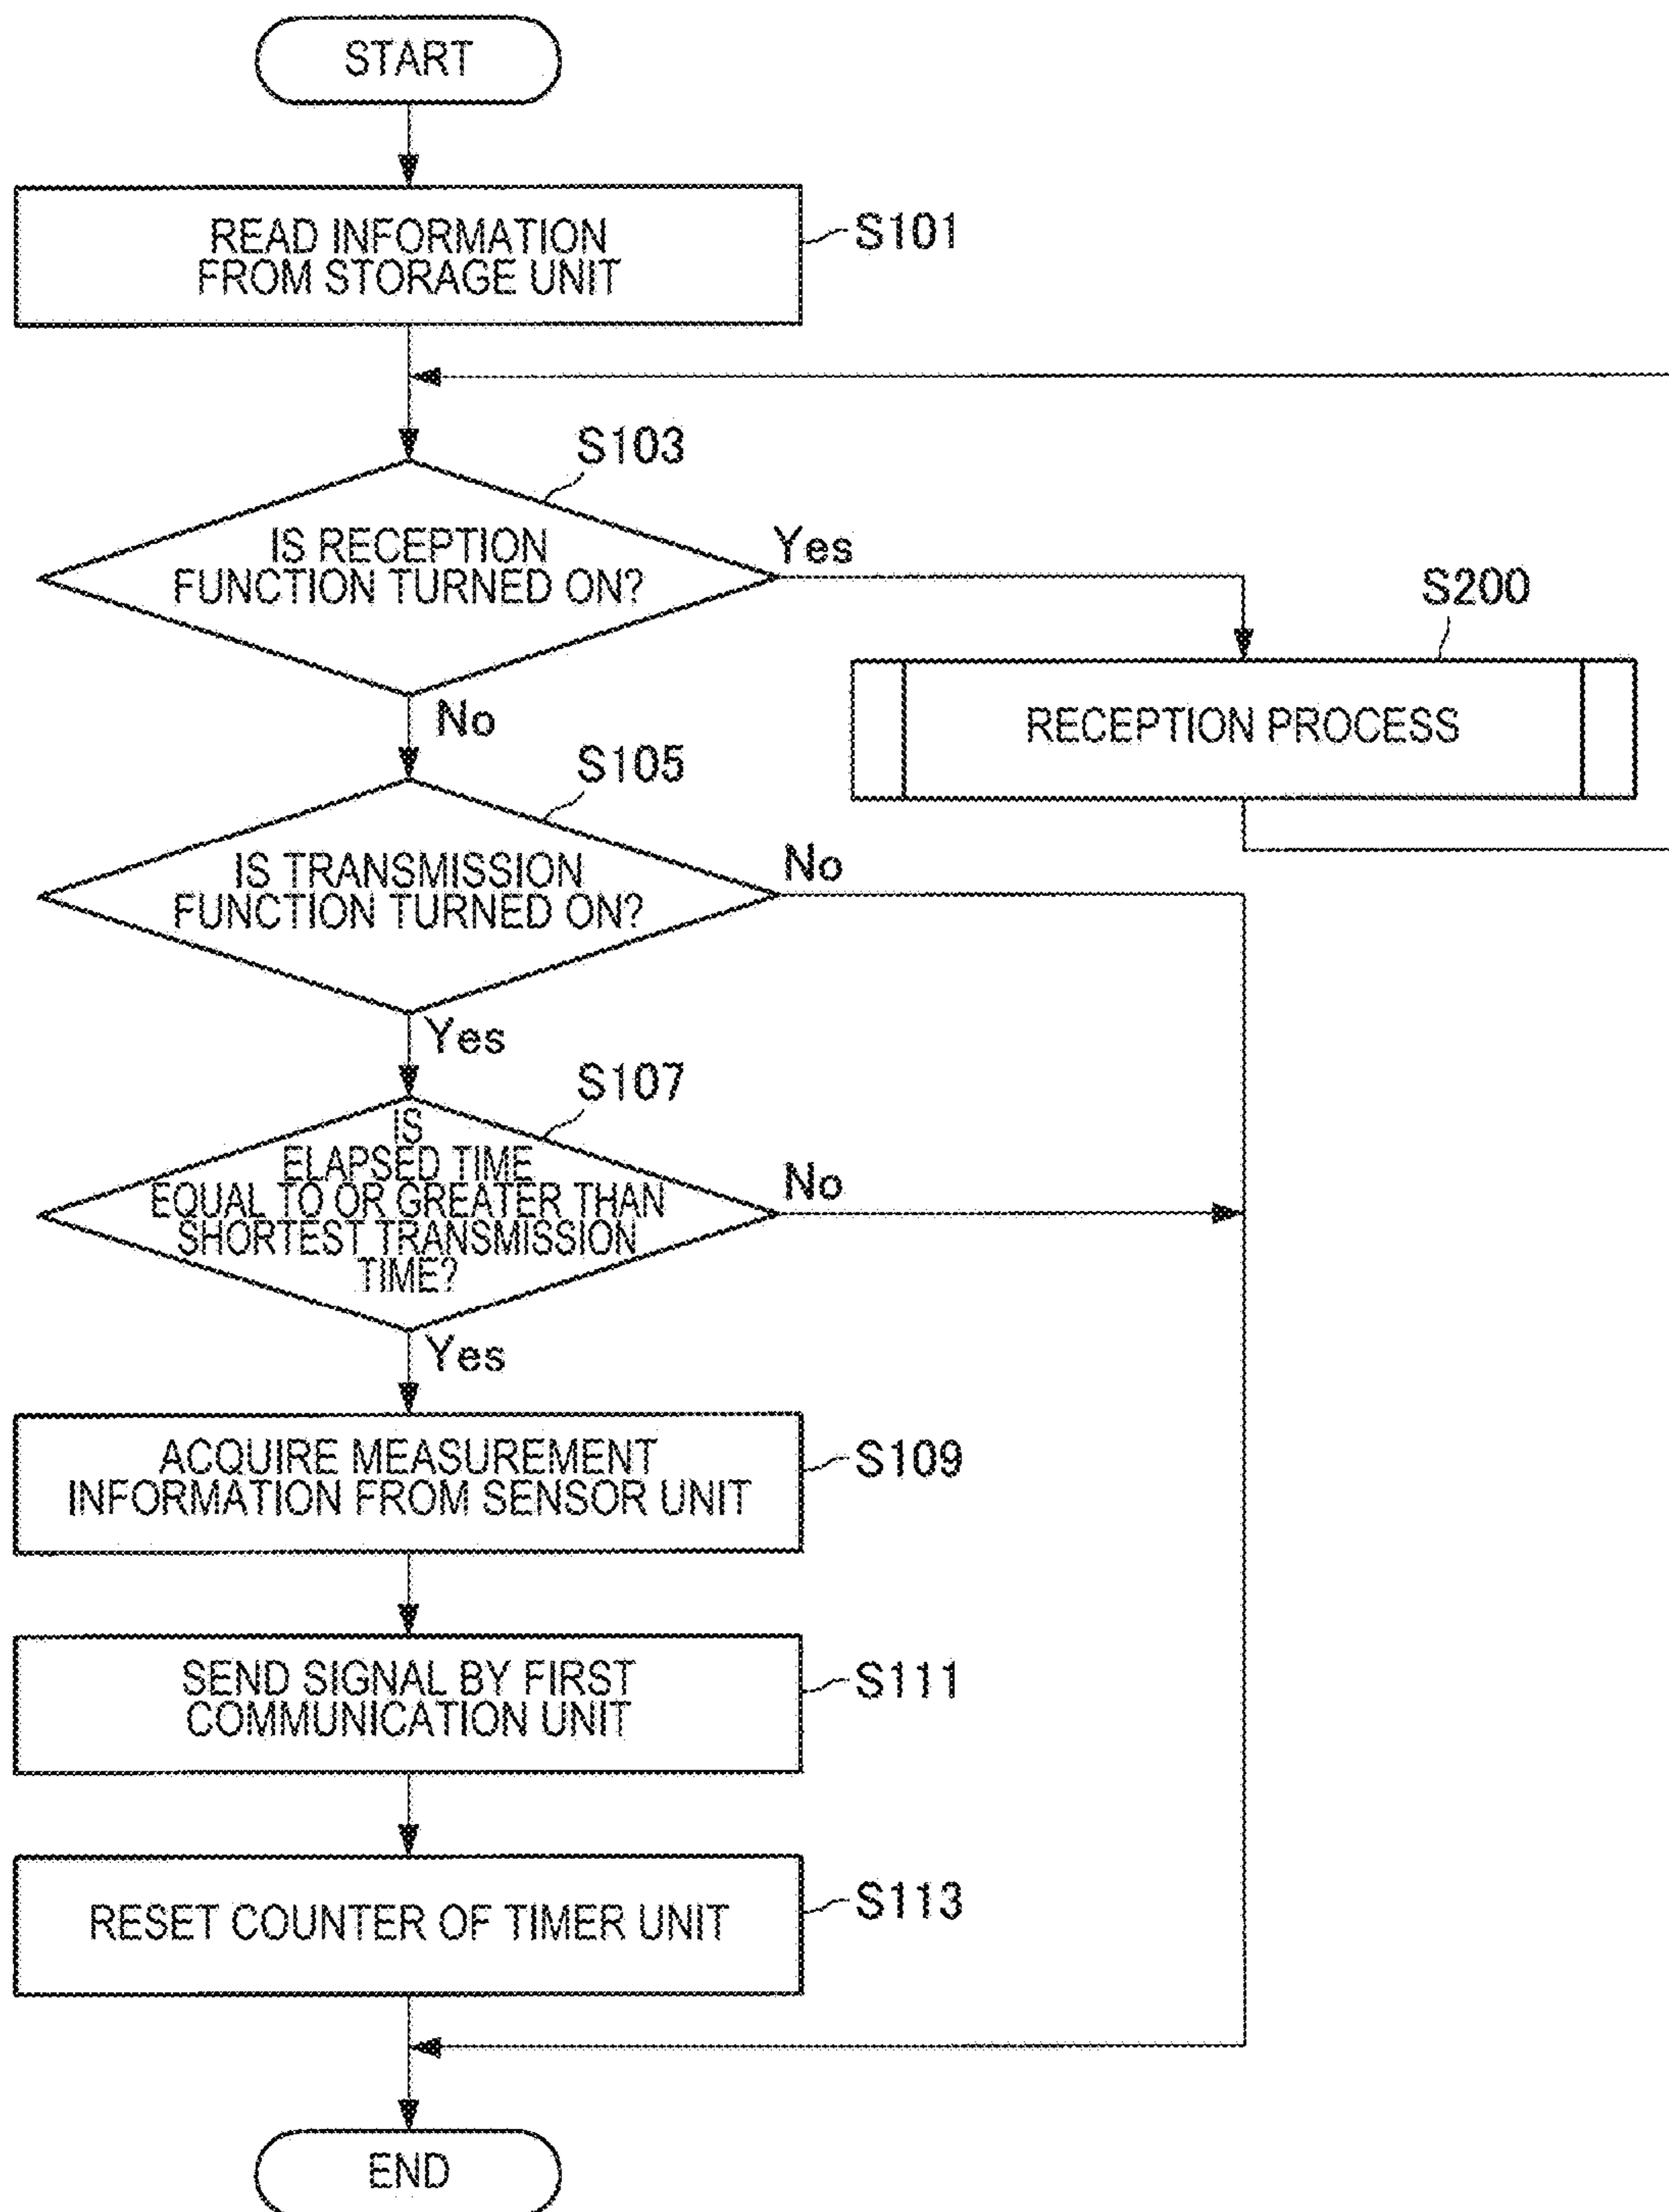 START
READ INFORMATION
FROM STORAGE UNIT
S101
S103
IS RECEPTION
FUNCTION TURNED ON?
Yes
No
S200
RECEPTION PROCESS
S105
IS TRANSMISSION
FUNCTION TURNED ON?
No
Yes
S107
IS
ELAPSED TIME
EQUAL TO OR GREATER THAN
SHORTEST TRANSMISSION
TIME?
No
Yes
ACQUIRE MEASUREMENT
INFORMATION FROM SENSOR UNIT
S109
SEND SIGNAL BY FIRST
COMMUNICATION UNIT
S111
RESET COUNTER OF TIMER UNIT
S113
END